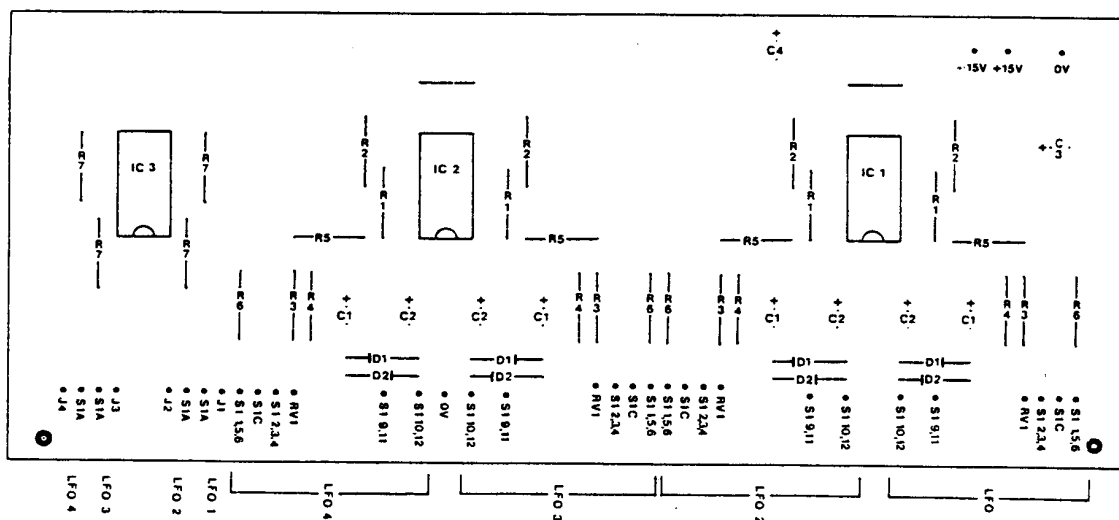 +
C4
-15V +15V 0V
R7
IC 3
R7
R2
IC 2
R2
R2
IC 1
R2
+
C
3
R1
R1
R1
R1
R7
R7
R5
R5
R5
R5
R6
R3
R4
+
C1
+
C2
+
C2
+
C1
R4
R3
R6
R6
R3
R4
+
C1
+
C2
+
C2
+
C1
R4
R3
R6
D1
D2
D1
D2
D1
D2
D1
D2
J4
S1A
S1A
J3
J2
S1A
S1A
J1
S1 1,5,6
S1C
S1 2,3,4
RV1
S1 9,11
S1 10,12
0V
S1 10,12
S1 9,11
RV1
S1 2,3,4
S1C
S1 1,5,6
S1 1,5,6
S1C
S1 2,3,4
RV1
S1 9,11
S1 10,12
S1 10,12
S1 9,11
RV1
S1 2,3,4
S1C
S1 1,5,6
LFO 4
LFO 3
LFO 2
LFO 1
LFO 4
LFO 3
LFO 2
LFO